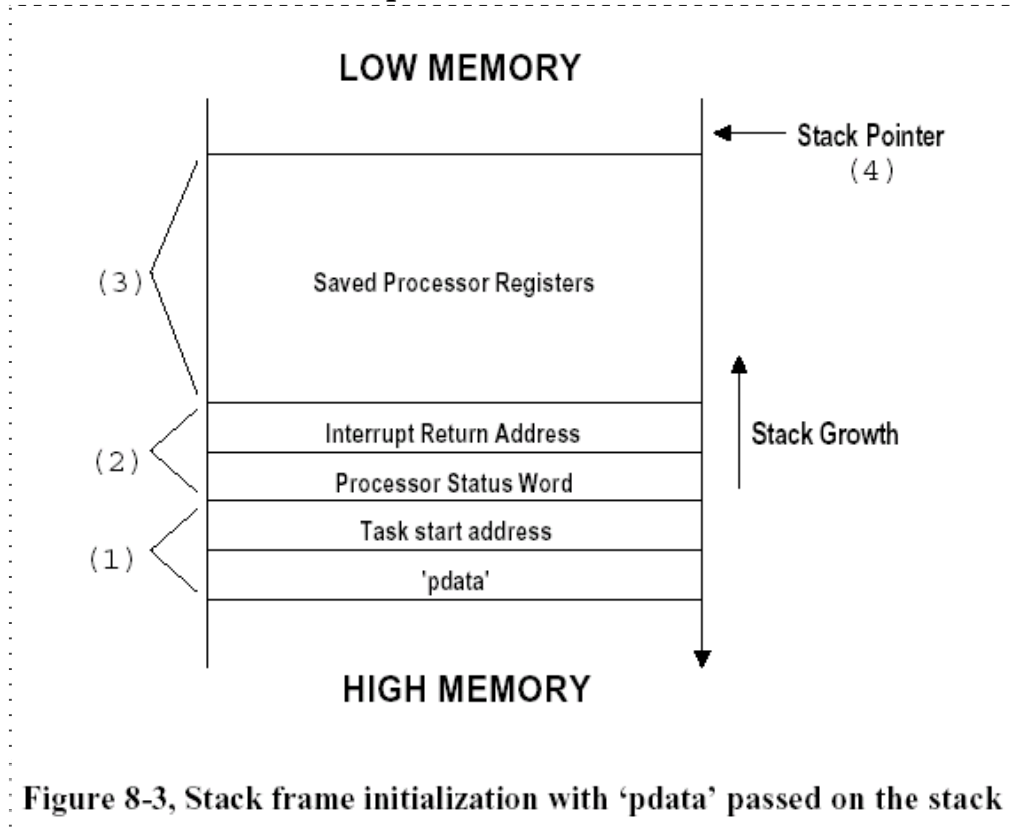 LOW MEMORY
Stack Pointer
(4)
(3)
Saved Processor Registers
Interrupt Return Address
Stack Growth
(2)
Processor Status Word
Task start address
(1)
'pdata'
HIGH MEMORY
Figure 8-3, Stack frame initialization with ‘pdata’ passed on the stack